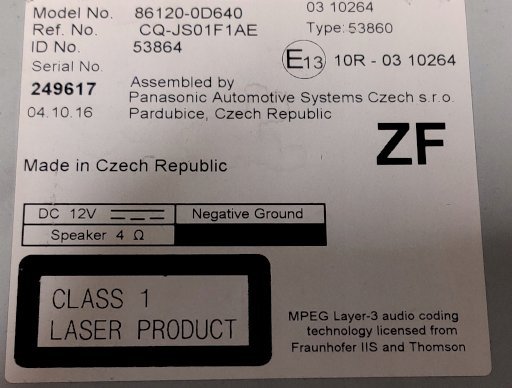 Model No. 86120-0D640
03 10264
Ref. No. CQ-JS01F1AE
Type: 53860
ID No. 53864
E13 10R - 03 10264
Serial No.
249617
Assembled by
Panasonic Automotive Systems Czech s.r.o.
04.10.16
Pardubice, Czech Republic
ZF
Made in Czech Republic
DC 12V Negative Ground
Speaker 4 Ω
CLASS 1
LASER PRODUCT
MPEG Layer-3 audio coding
technology licensed from
Fraunhofer IIS and Thomson